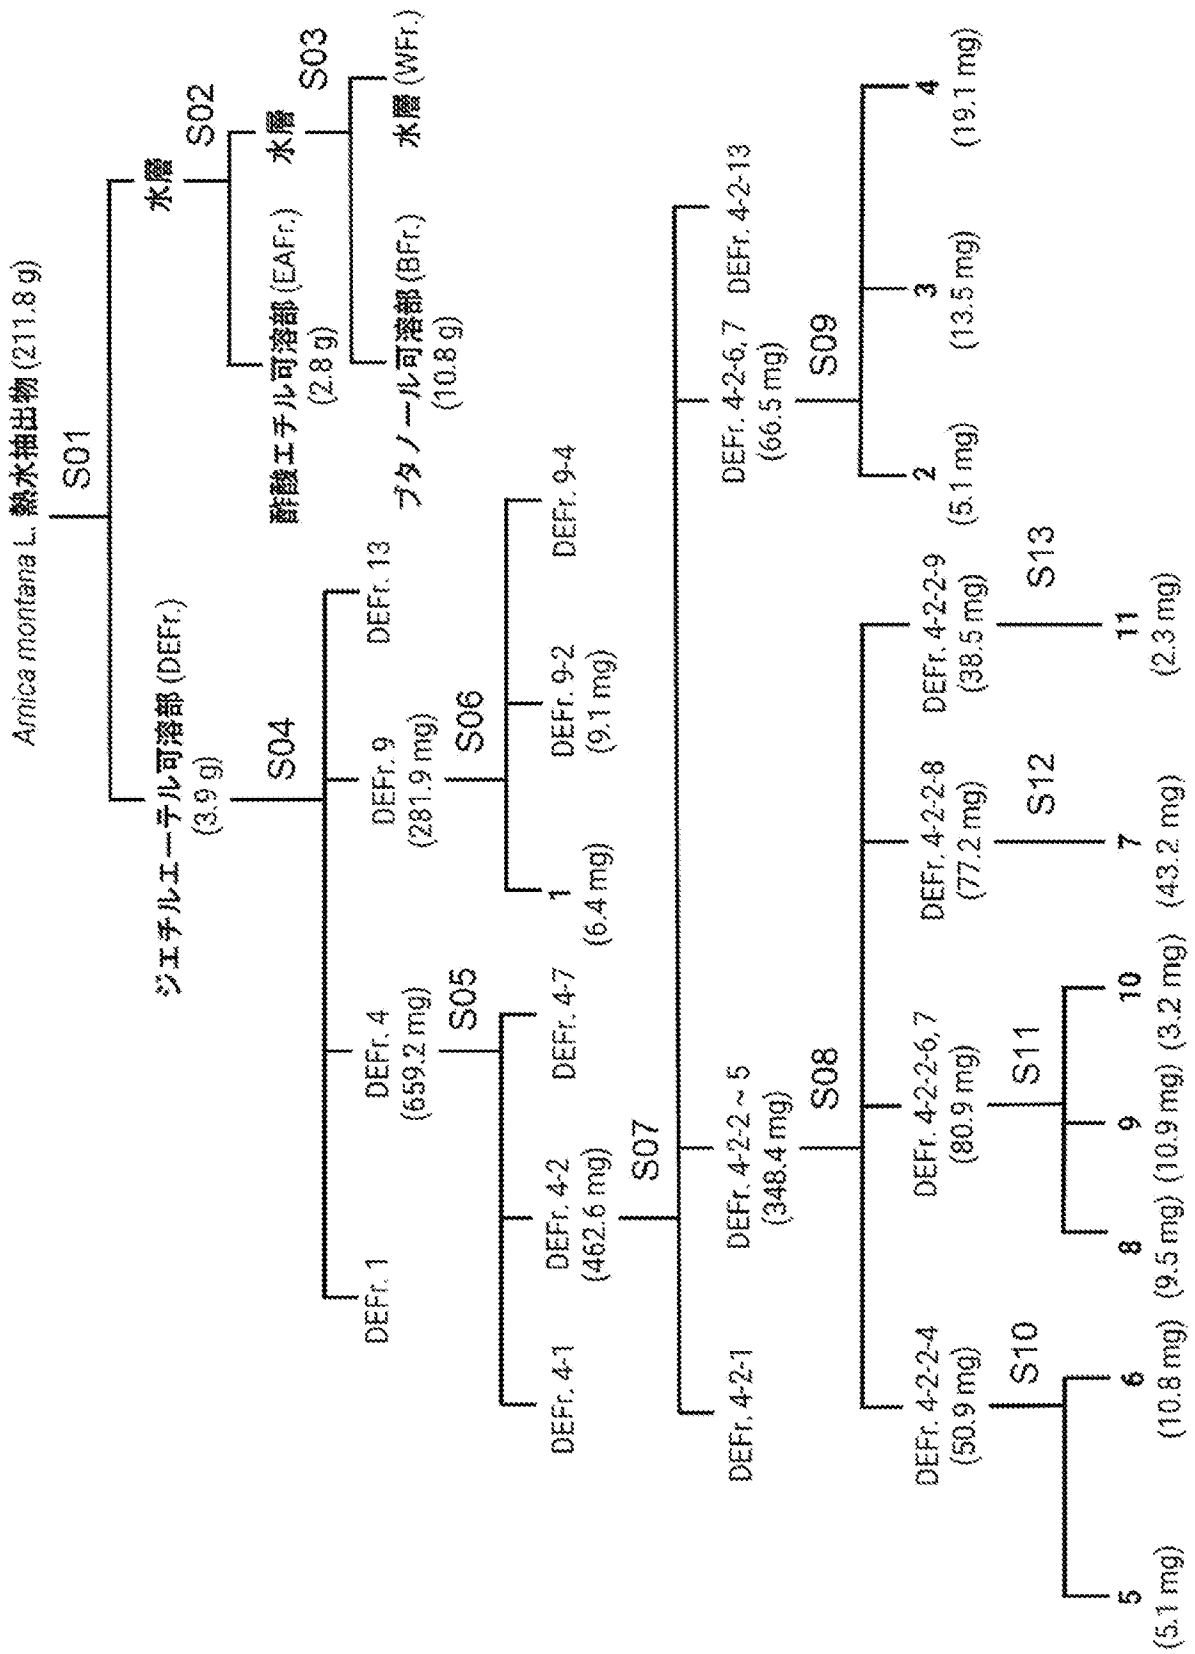 Arnica montana L. 熱水抽出物 (211.8 g)
S01
ジエチルエーテル可溶部 (DEFr.)
(3.9 g)
水層
S02
酢酸エチル可溶部 (EAFr.)
(2.8 g)
水層
S03
ブタノール可溶部 (BFr.)
(10.8 g)
水層 (WFr.)
S04
DEFr. 1
DEFr. 4
(659.2 mg)
DEFr. 9
(281.9 mg)
DEFr. 13
S05
DEFr. 4-1
DEFr. 4-2
(462.6 mg)
DEFr. 4-7
S06
1
(6.4 mg)
DEFr. 9-2
(9.1 mg)
DEFr. 9-4
S07
DEFr. 4-2-1
DEFr. 4-2-2 ~ 5
(348.4 mg)
DEFr. 4-2-6, 7
(66.5 mg)
DEFr. 4-2-13
S08
DEFr. 4-2-2-4
(50.9 mg)
DEFr. 4-2-2-6, 7
(80.9 mg)
DEFr. 4-2-2-8
(77.2 mg)
DEFr. 4-2-2-9
(38.5 mg)
S09
2
(5.1 mg)
3
(13.5 mg)
4
(19.1 mg)
S10
5
(5.1 mg)
6
(10.8 mg)
S11
8
(9.5 mg)
9
(10.9 mg)
10
(3.2 mg)
S12
7
(43.2 mg)
S13
11
(2.3 mg)